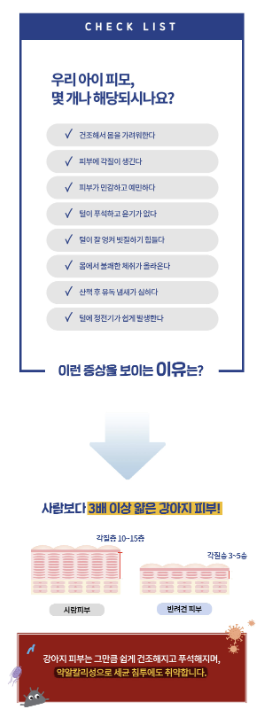 CHECK LIST
우리 아이 피모,
몇 개나 해당되시나요?
건조해서 몸을 가려워한다
피부에 각질이 생긴다
피부가 민감하고 예민하다
털이 푸석하고 윤기가 없다
털이 잘 엉켜 빗질하기 힘들다
몸에서 불쾌한 체취가 올라온다
산책 후 유독 냄새가 심하다
털에 정전기가 쉽게 발생한다
이런 증상을 보이는 이유는?
사람보다 3배 이상 얇은 강아지 피부!
각질층 10~15층
각질층 3~5층
사람피부
반려견 피부
강아지 피부는 그만큼 쉽게 건조해지고 푸석해지며,
약알칼리성으로 세균 침투에도 취약합니다.